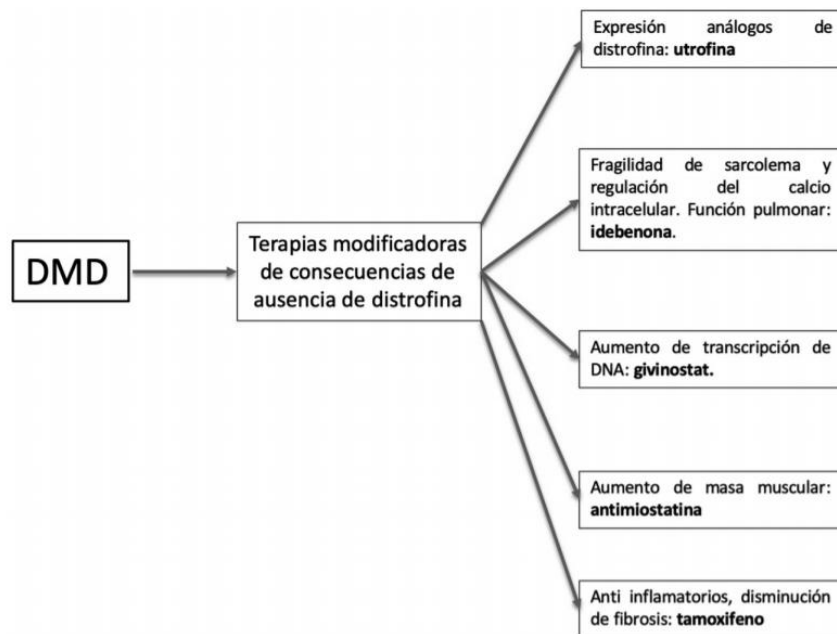 DMD
Terapias modificadoras
de consecuencias de
ausencia de distrofina
Expresión análogos de
distrofina: utrofina
Fragilidad de sarcolema y
regulación del calcio
intracelular. Función pulmonar:
idebenona.
Aumento de transcripción de
DNA: givinostat.
Aumento de masa muscular:
antimiostatina
Anti inflamatorios, disminución
de fibrosis: tamoxifeno